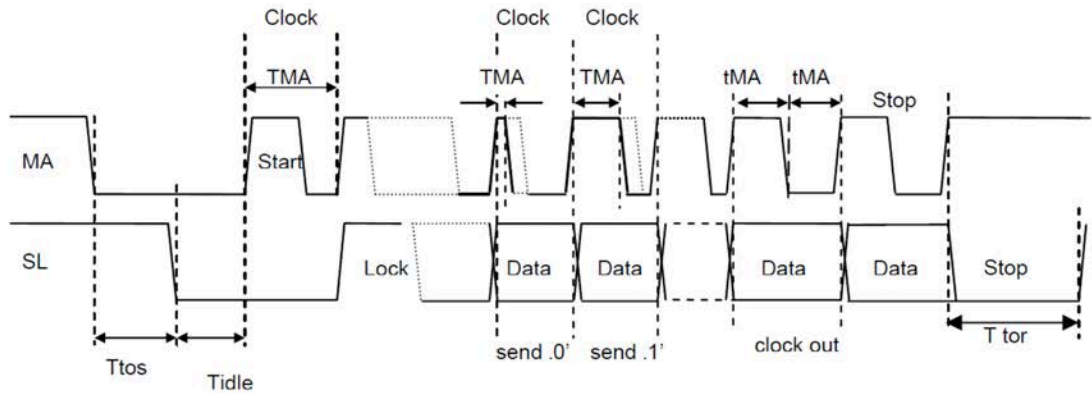 Clock Clock Clock
TMA TMA TMA tMA tMA Stop
MA Start
SL Lock Data Data Data Data Stop
Ttos Tidle send .0’ send .1’ clock out T tor